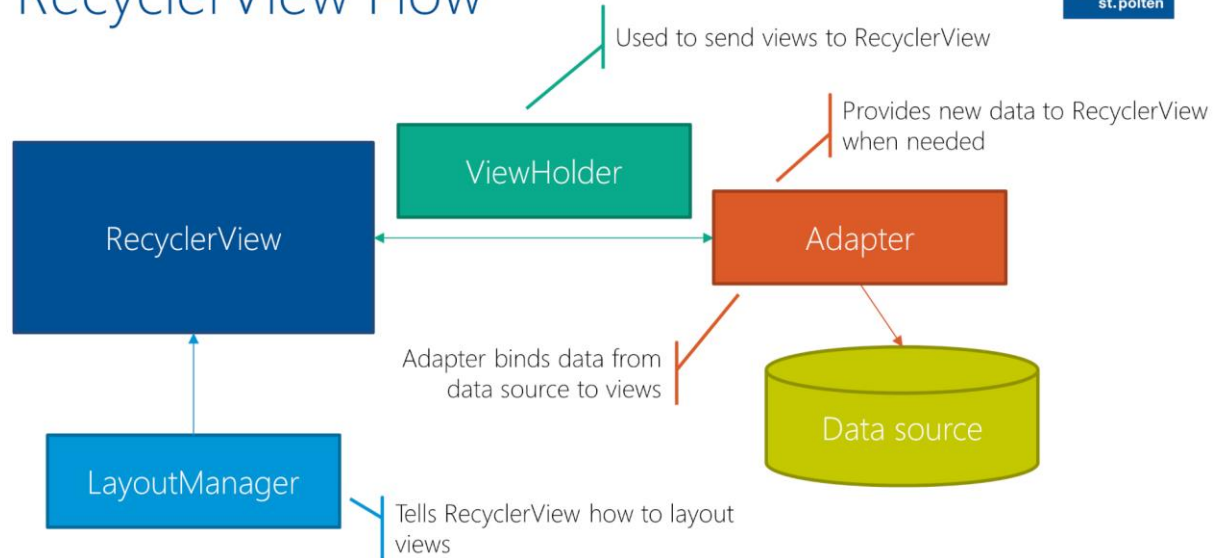 RecyclerView Flow
st.pölten
Used to send views to RecyclerView
Provides new data to RecyclerView
when needed
ViewHolder
RecyclerView
Adapter
Adapter binds data from
data source to views
Data source
LayoutManager
Tells RecyclerView how to layout
views